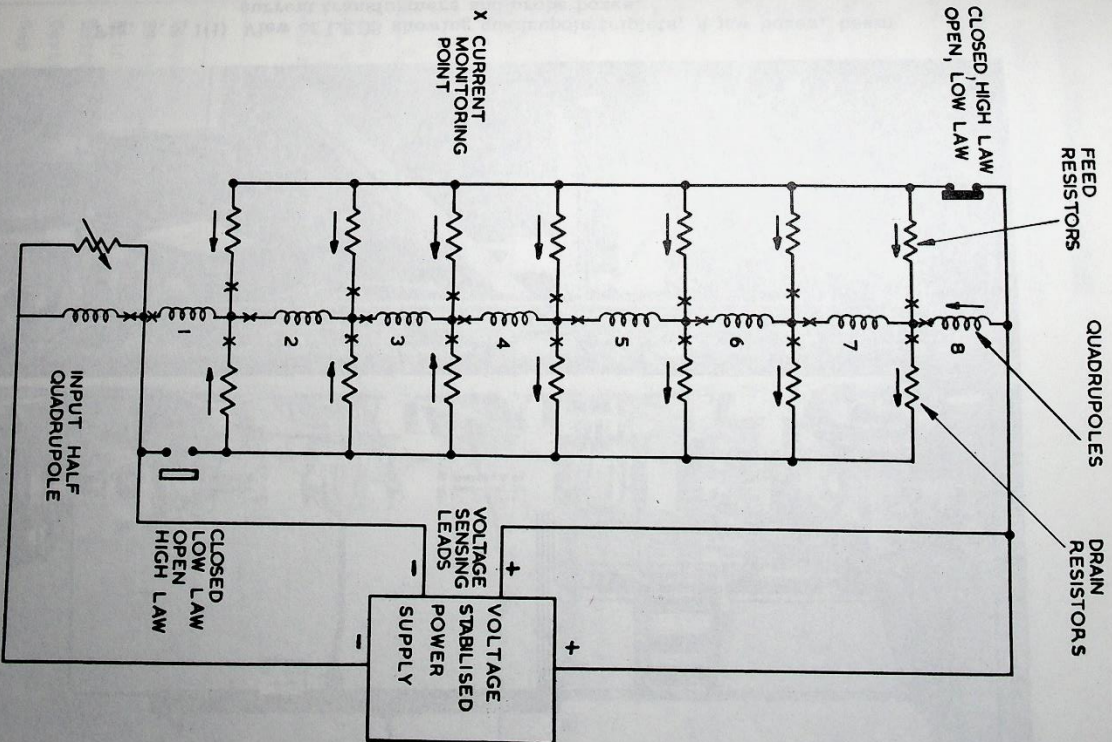 FEED
RESISTORS
QUADRUPOLES
DRAIN
RESISTORS
CLOSED, HIGH LAW
OPEN, LOW LAW
8
7
6
5
4
3
2
1
X CURRENT
MONITORING
POINT
+
+
VOLTAGE
SENSING
LEADS
-
-
VOLTAGE
STABILISED
POWER
SUPPLY
CLOSED
LOW LAW
OPEN
HIGH LAW
INPUT HALF
QUADRUPOLE